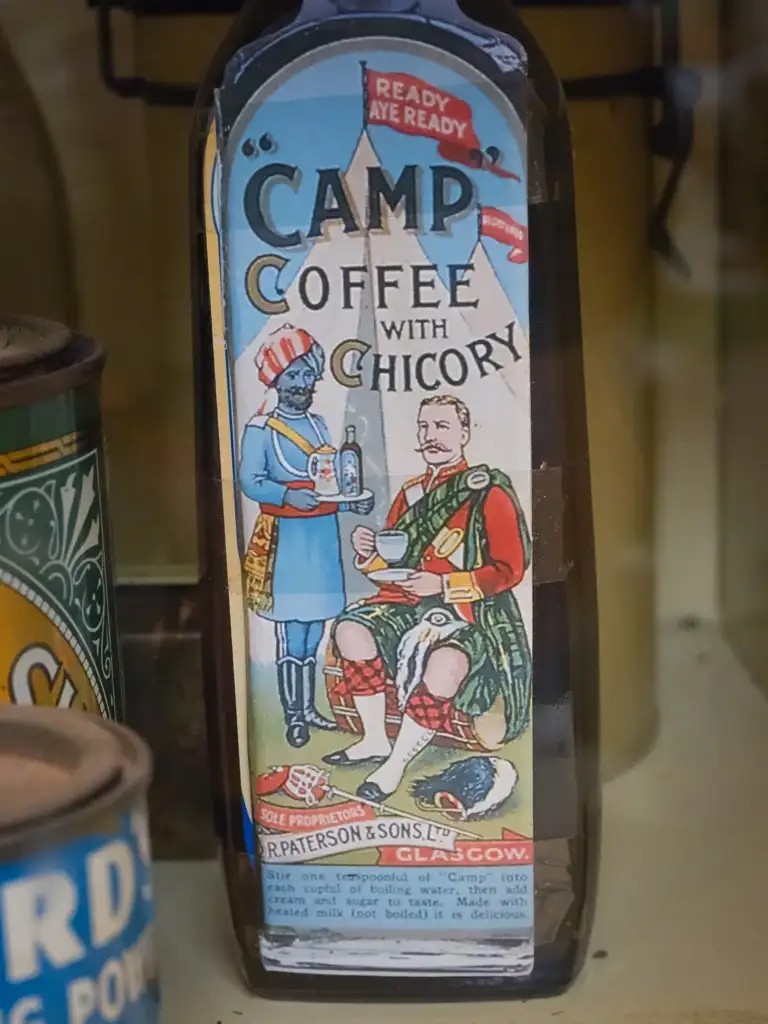 READY
AYE READY
"CAMP"
COFFEE
WITH
CHICORY
SOLE PROPRIETORS
R. PATERSON & SONS, LTD
GLASGOW.
Stir one teaspoonful of "Camp" into
each cupful of boiling water, then add
cream and sugar to taste. Made with
heated milk (not boiled) it is delicious.
RD'S